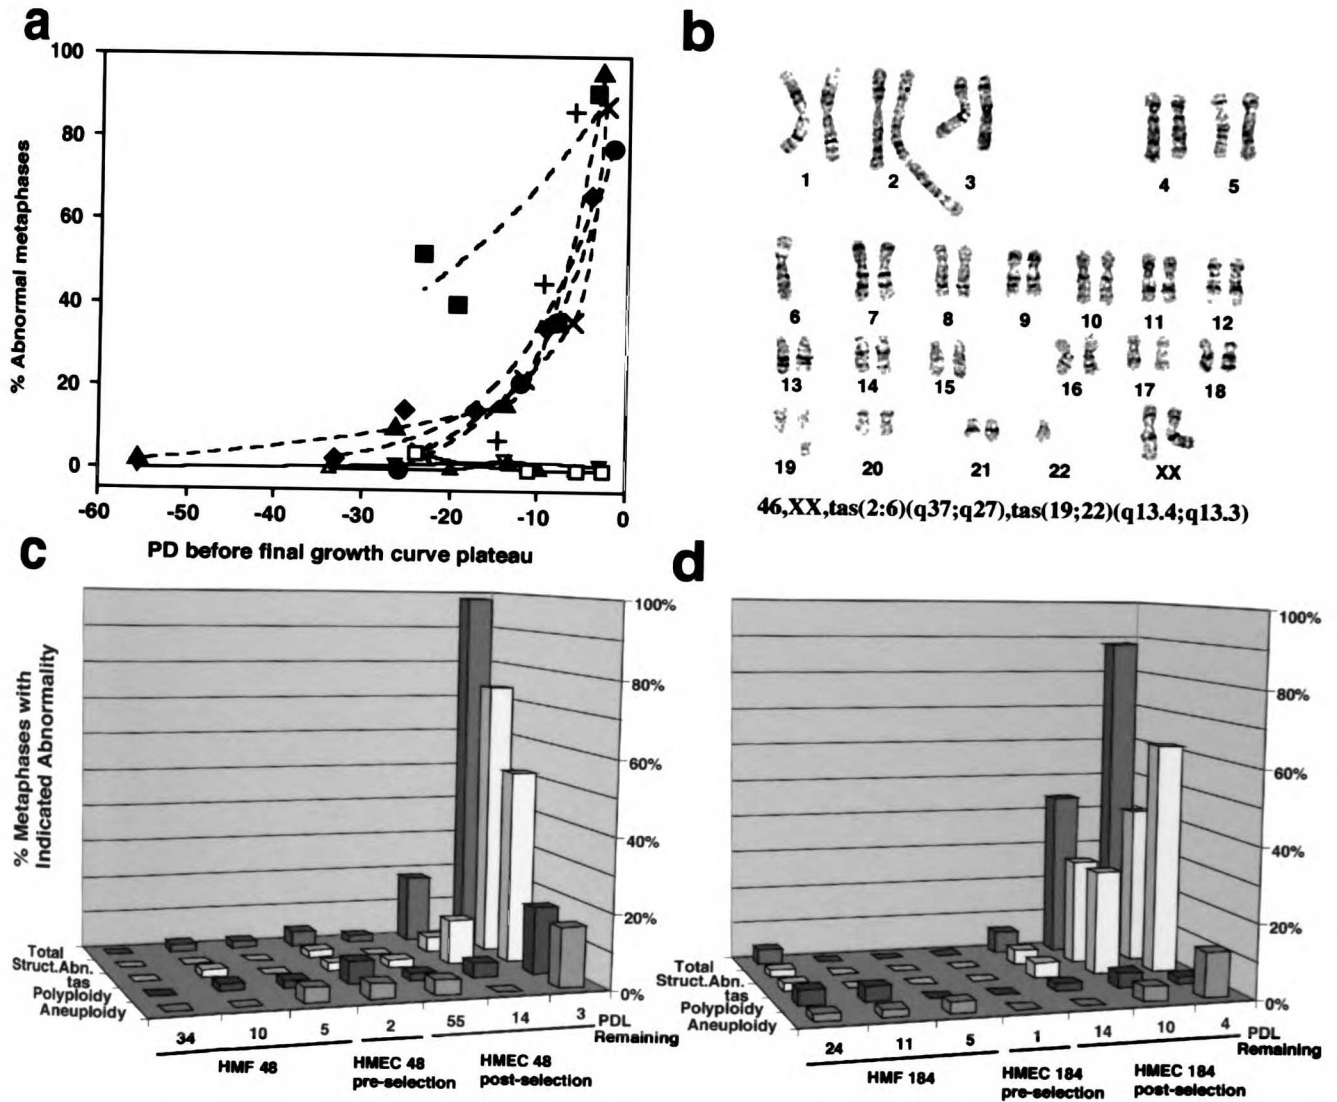 a
100
80
60
40
20
0
% Abnormal metaphases
-60 -50 -40 -30 -20 -10 0
PD before final growth curve plateau
b
1 2 3 4 5
6 7 8 9 10 11 12
13 14 15 16 17 18
19 20 21 22 XX
46,XX,tas(2:6)(q37;q27),tas(19;22)(q13.4;q13.3)
c
% Metaphases with
Indicated Abnormality
100%
80%
60%
40%
20%
0%
Total
Struct.Abn.
tas
Polyploidy
Aneuploidy
34 10 5 2 55 14 3 PDL
Remaining
HMF 48
HMEC 48
pre-selection
HMEC 48
post-selection
d
100%
80%
60%
40%
20%
0%
Total
Struct.Abn.
tas
Polyploidy
Aneuploidy
24 11 5 1 14 10 4 PDL
Remaining
HMF 184
HMEC 184
pre-selection
HMEC 184
post-selection